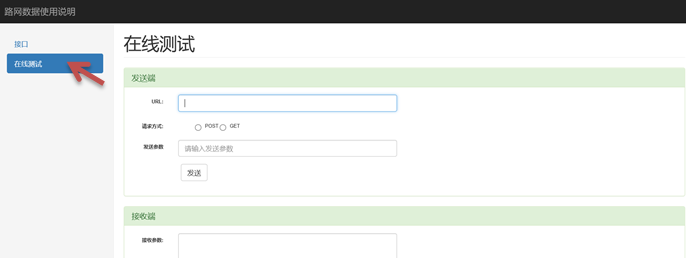 路网数据使用说明
接口
在线测试
在线测试
发送端
URL:
请求方式: POST GET
发送参数 请输入发送参数
发送
接收端
接收参数: